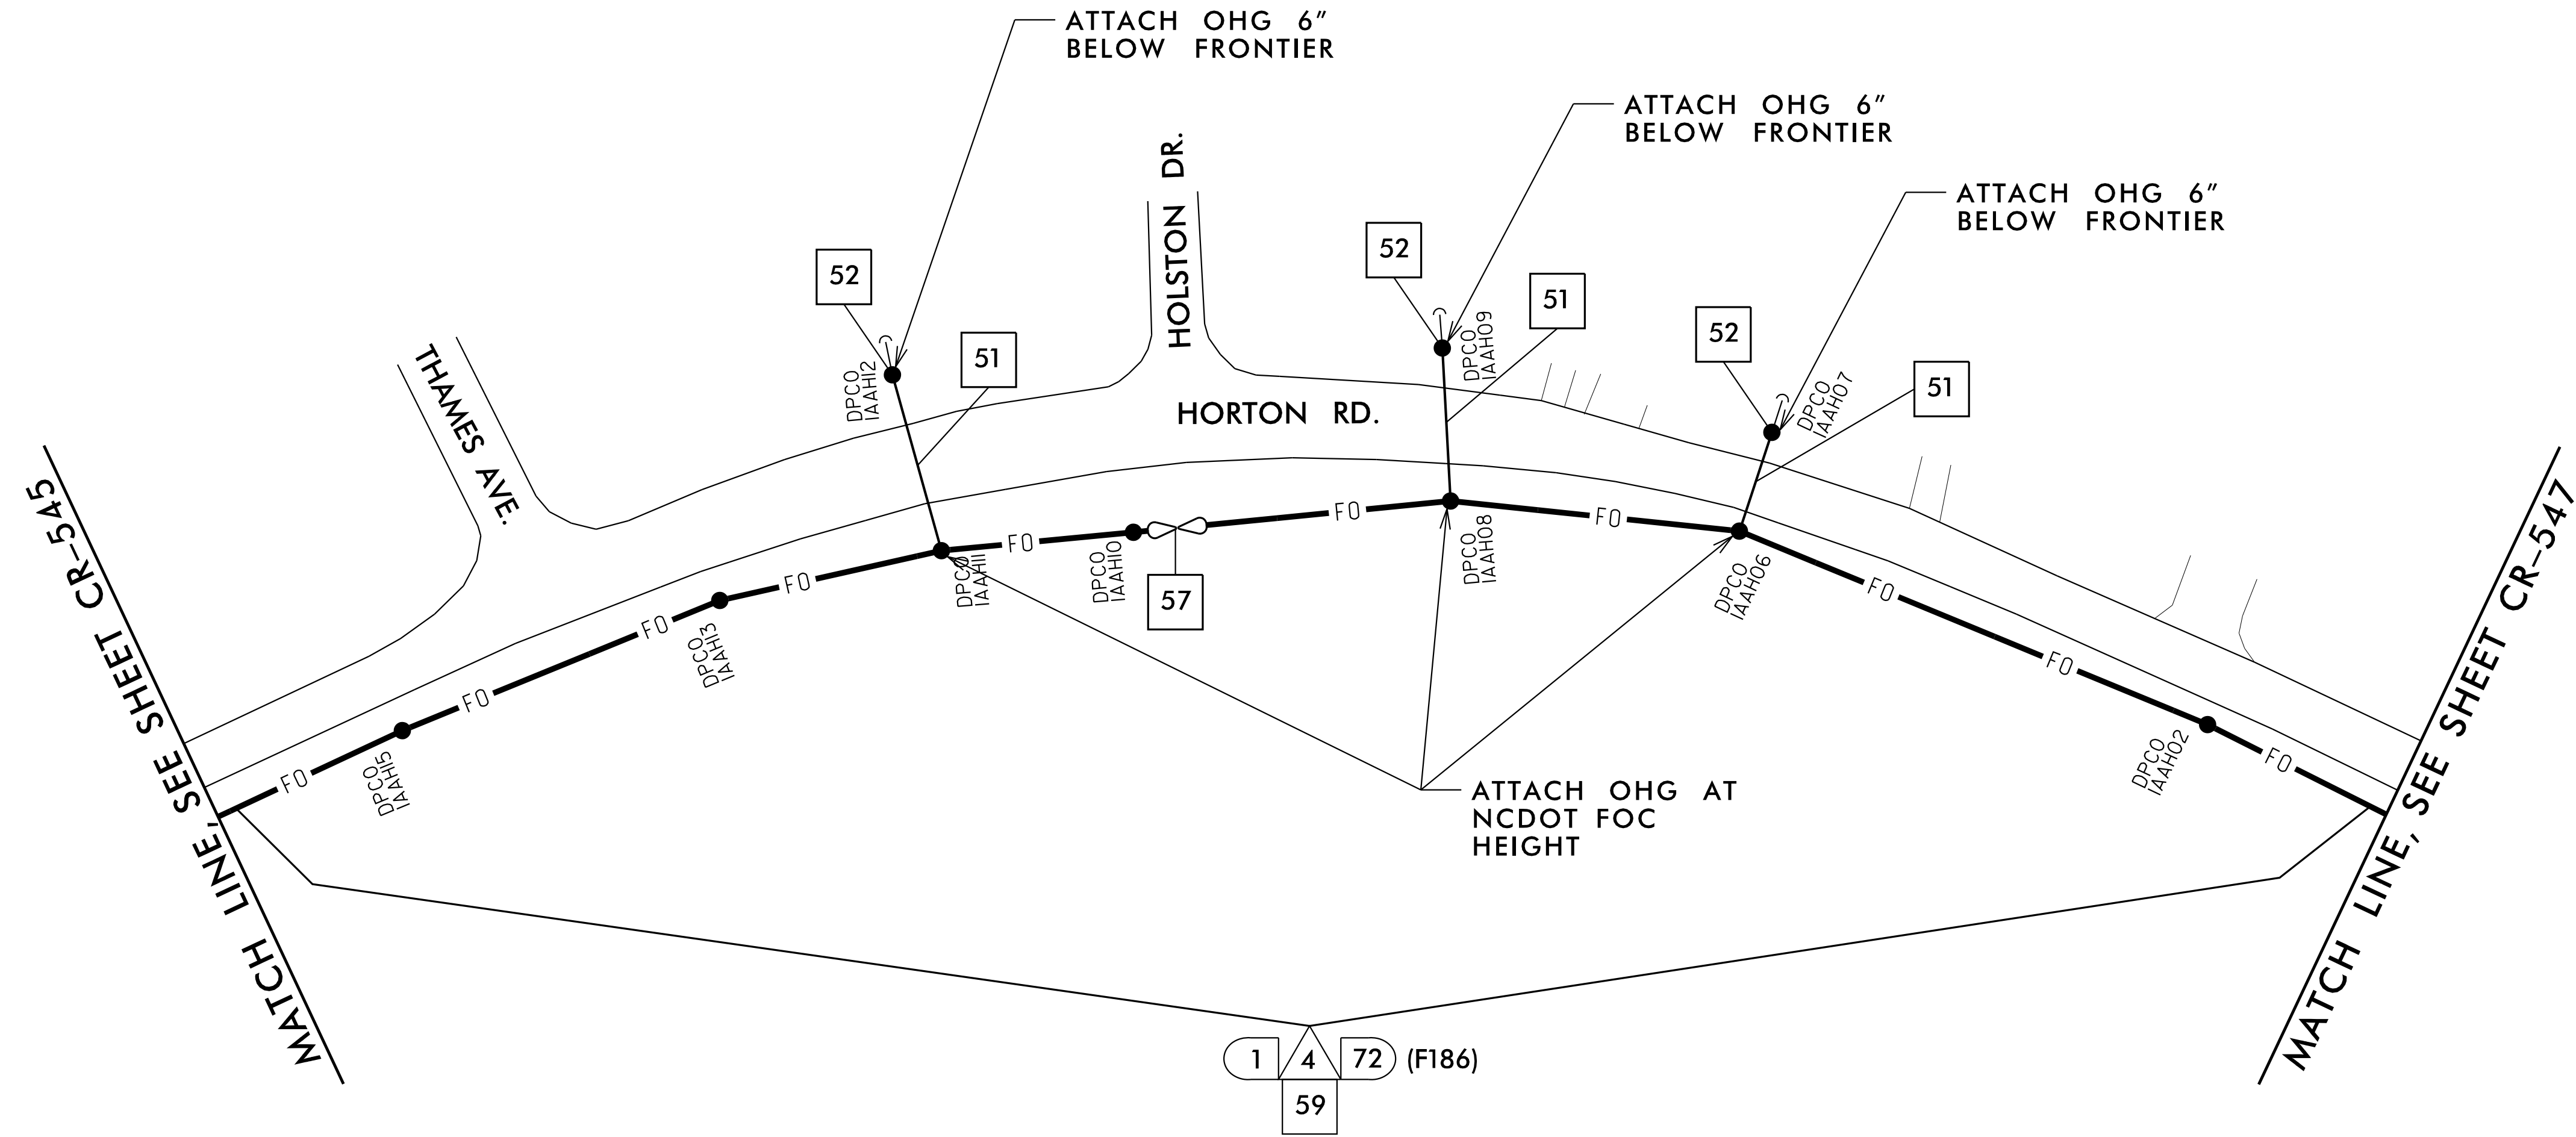 ATTACH OHG 6"
BELOW FRONTIER
ATTACH OHG 6"
BELOW FRONTIER
ATTACH OHG 6"
BELOW FRONTIER
HOLSTON DR.
52
52
51
52
51
51
DPCO
IAAH12
DPCO
IAAH09
DPCO
IAAH07
THAMES AVE.
HORTON RD.
MATCH LINE, SEE SHEET CR-545
MATCH LINE, SEE SHEET CR-547
FO
FO
FO
FO
FO
FO
FO
FO
FO
FO
DPCO
IAAH15
DPCO
IAAH13
DPCO
IAAH11
DPCO
IAAH10
57
DPCO
IAAH08
DPCO
IAAH06
DPCO
IAAH02
ATTACH OHG AT
NCDOT FOC
HEIGHT
1 4 72 (F186)
59